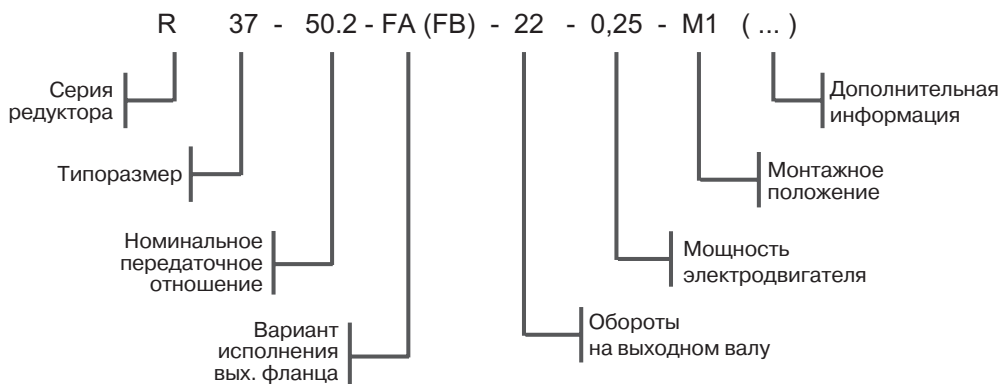 R 37 - 50.2 - FA (FB) - 22 - 0,25 - M1 ( ... )
Серия
редуктора
Типоразмер
Номинальное
передаточное
отношение
Вариант
исполнения
вых. фланца
Дополнительная
информация
Монтажное
положение
Мощность
электродвигателя
Обороты
на выходном валу